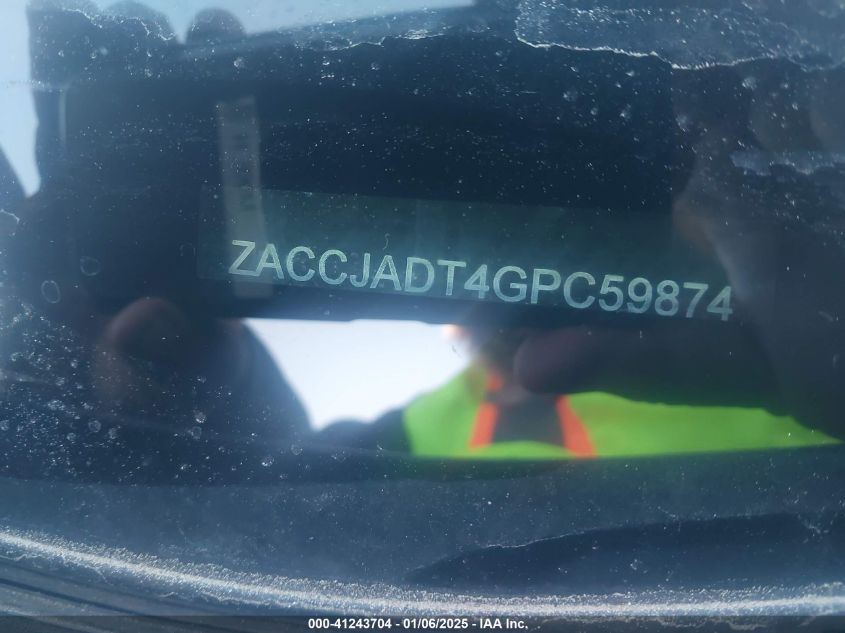 ZACCJADT4GPC59874
000-41243704 - 01/06/2025 - IAA Inc.